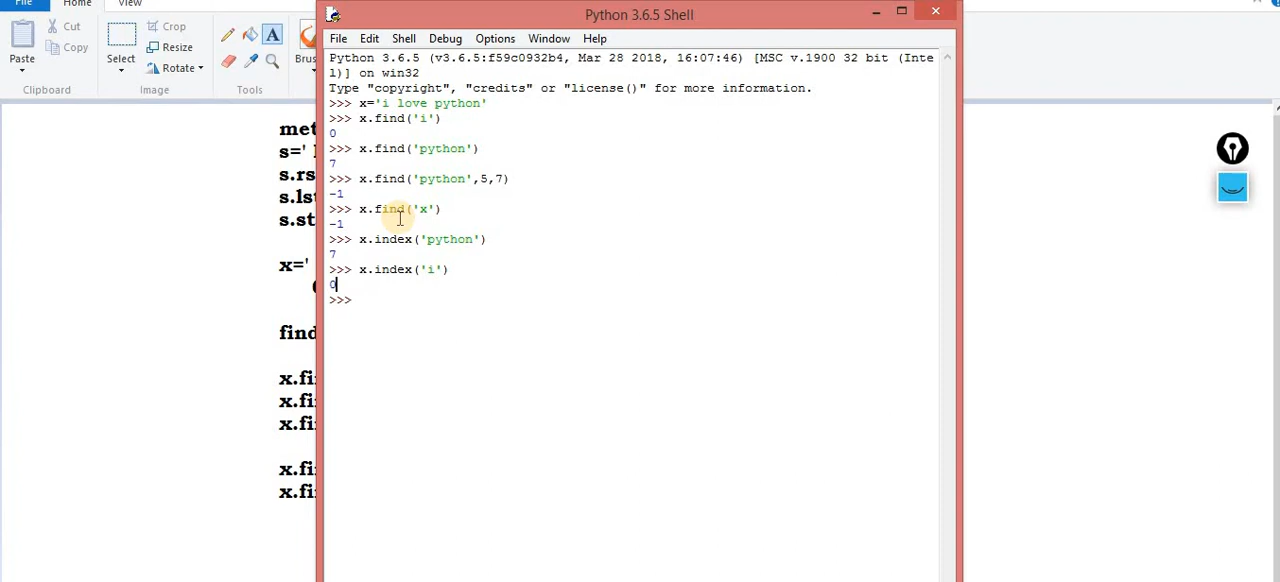 File Home View
Python 3.6.5 Shell
Cut
Copy
Paste
Clipboard
Crop
Resize
Rotate
Select
Image
A
Tools
File Edit Shell Debug Options Window Help
Python 3.6.5 (v3.6.5:f59c0932b4, Mar 28 2018, 16:07:46) [MSC v.1900 32 bit (Inte
l)] on win32
Type "copyright", "credits" or "license()" for more information.
>>> x='i love python'
>>> x.find('i')
0
>>> x.find('python')
7
>>> x.find('python',5,7)
-1
>>> x.find('x')
-1
>>> x.index('python')
7
>>> x.index('i')
0
>>>
s='
x='
find